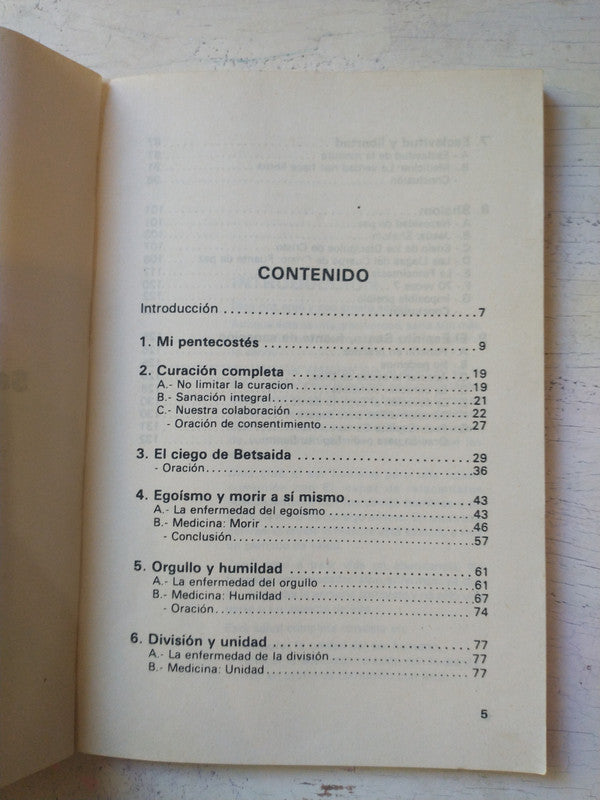 CONTENIDO
Introducción ................................ 7
1. Mi pentecostés ................................ 9
2. Curación completa ........................ 19
A.- No limitar la curacion ........................ 19
B.- Sanación integral ........................ 21
C.- Nuestra colaboración ........................ 22
- Oración de consentimiento ........................ 27
3. El ciego de Betsaida ........................ 29
- Oración ........................ 36
4. Egoísmo y morir a sí mismo ........................ 43
A.- La enfermedad del egoísmo ........................ 43
B.- Medicina: Morir ........................ 46
- Conclusión ........................ 57
5. Orgullo y humildad ........................ 61
A.- La enfermedad del orgullo ........................ 61
B.- Medicina: Humildad ........................ 67
- Oración ........................ 74
6. División y unidad ........................ 77
A.- La enfermedad de la división ........................ 77
B.- Medicina: Unidad ........................ 77
5